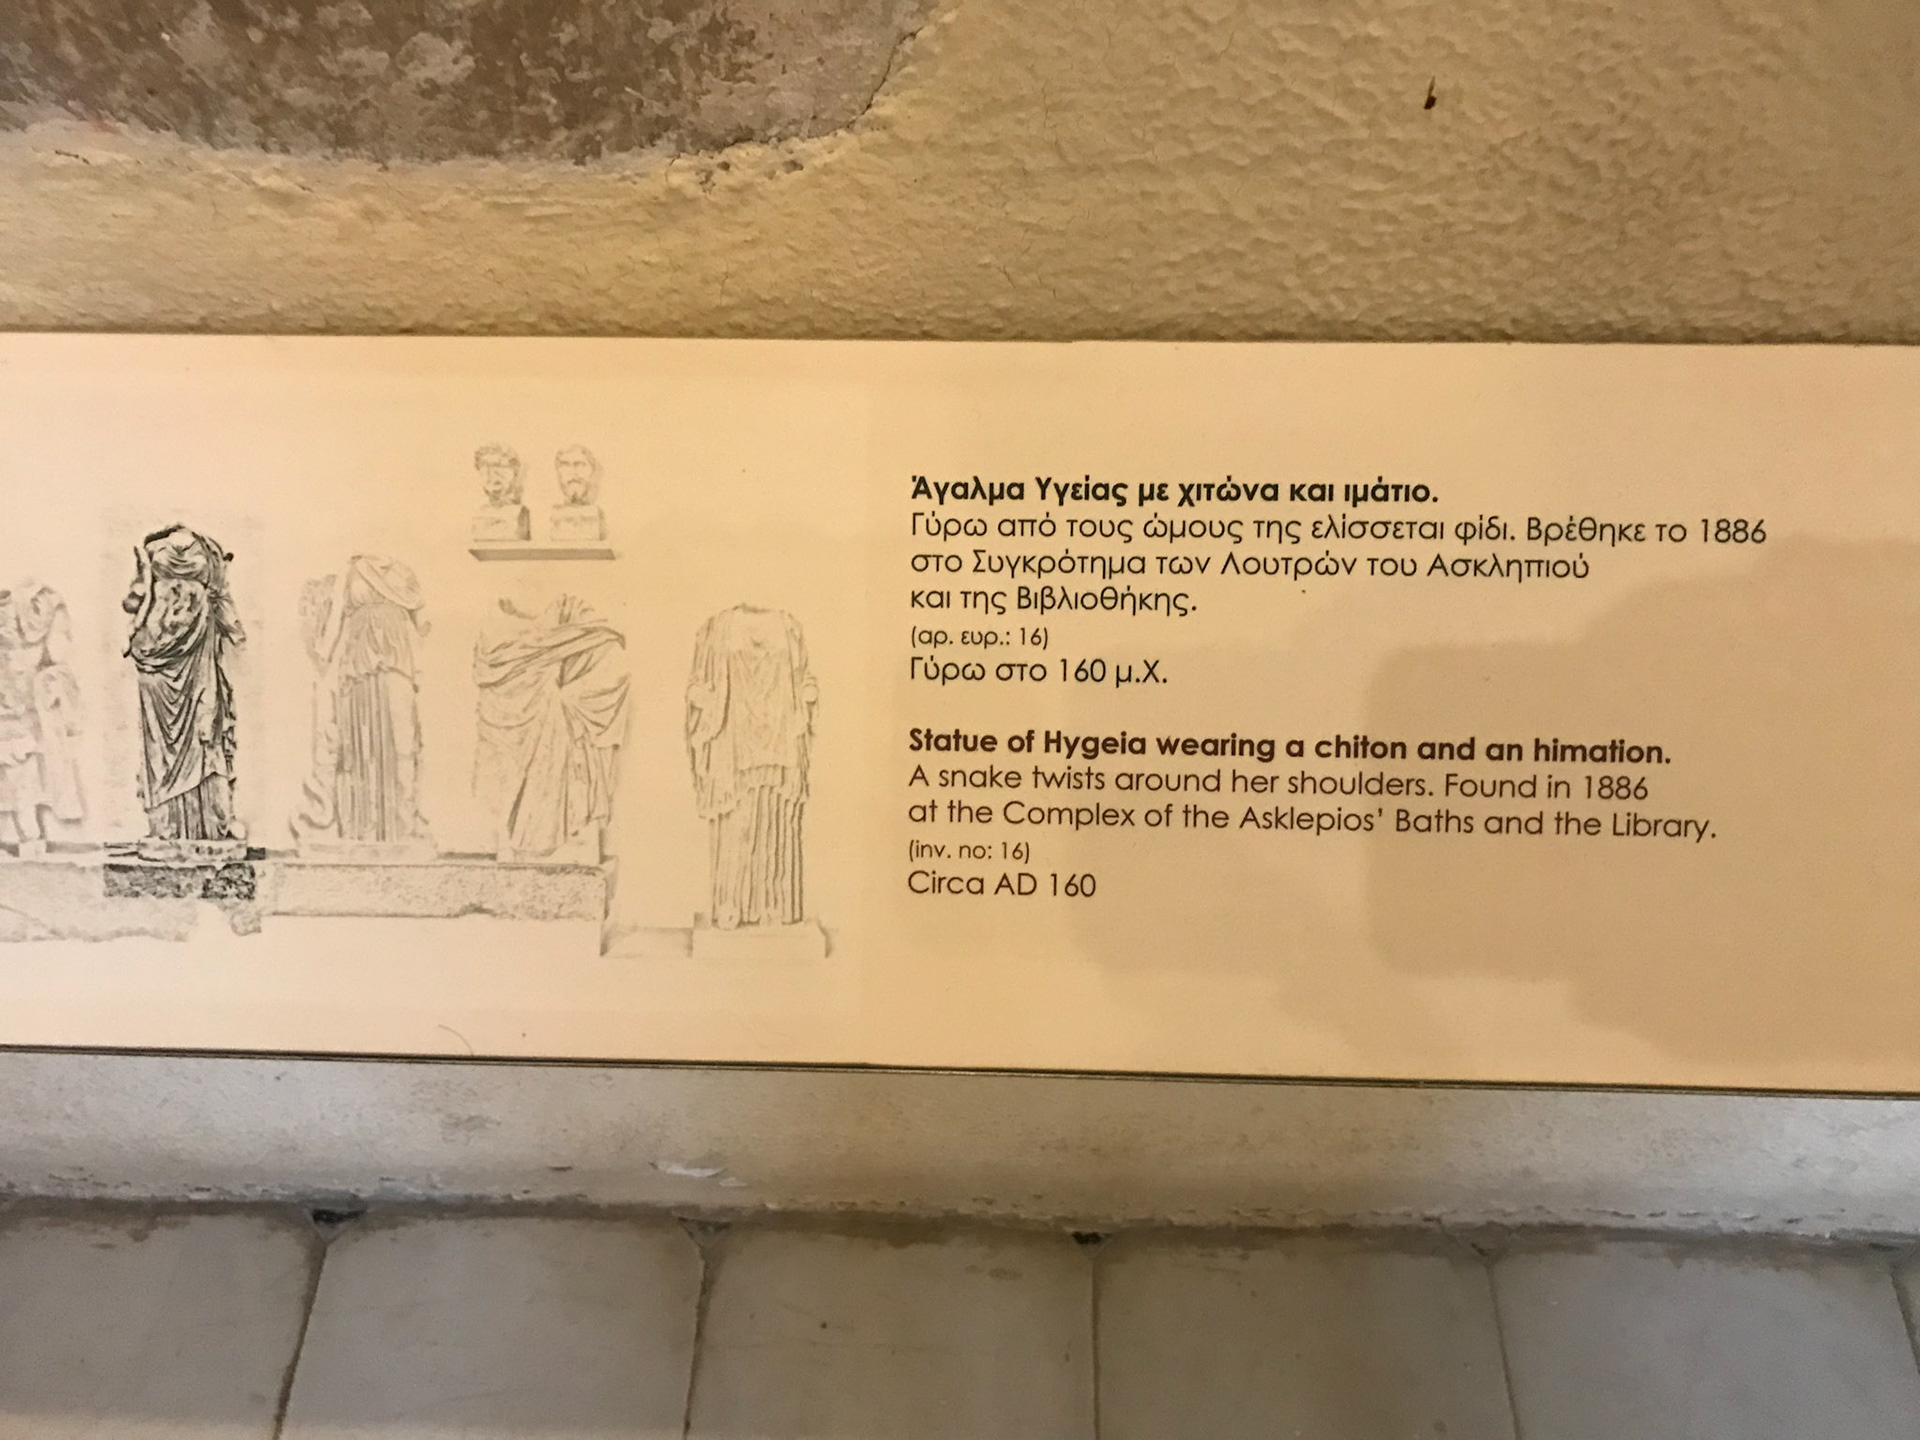 Άγαλμα Υγείας με χιτώνα και ιμάτιο.
Γύρω από τους ώμους της ελίσσεται φίδι. Βρέθηκε το 1886
στο Συγκρότημα των Λουτρών του Ασκληπιού
και της Βιβλιοθήκης.
(αρ. ευρ.: 16)
Γύρω στο 160 μ.Χ.
Statue of Hygeia wearing a chiton and an himation.
A snake twists around her shoulders. Found in 1886
at the Complex of the Asklepios’ Baths and the Library.
(inv. no: 16)
Circa AD 160